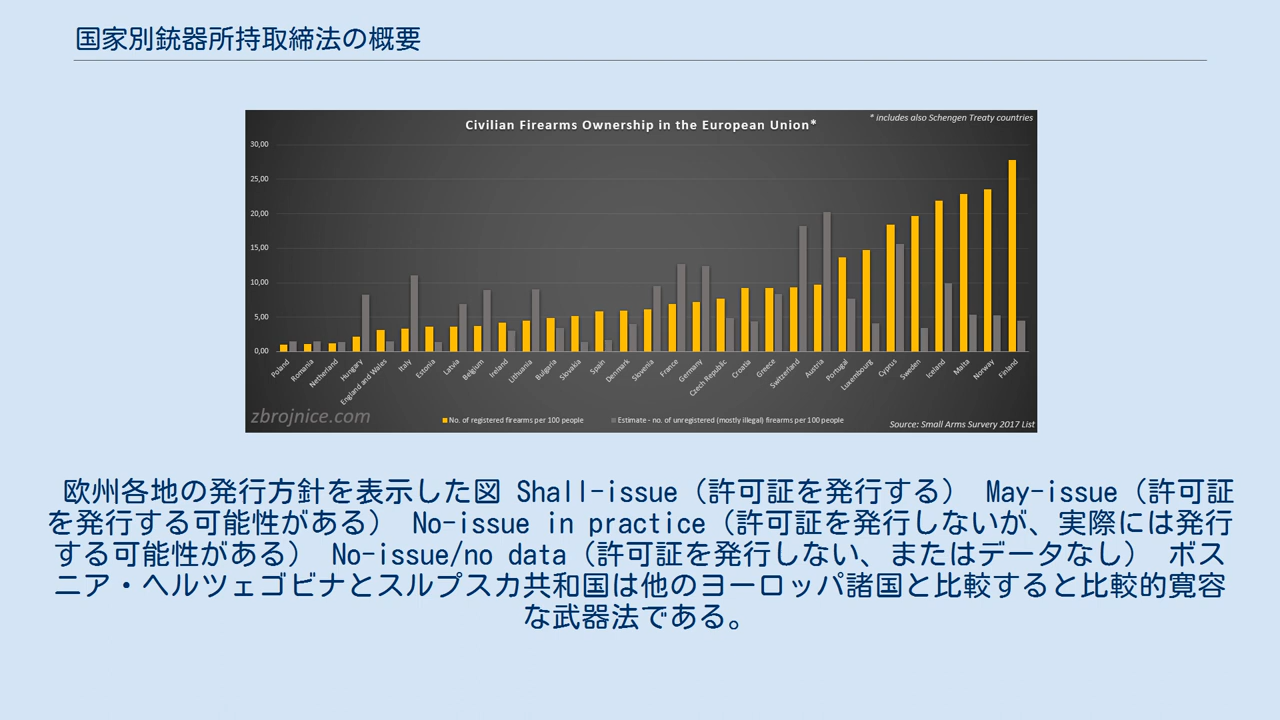 国家別銃器所持取締法の概要
Civilian Firearms Ownership in the European Union*
* includes also Schengen Treaty countries
30,00
25,00
20,00
15,00
10,00
5,00
0,00
Poland
Romania
Netherland
Hungary
England and Wales
Italy
Estonia
Latvia
Belgium
Ireland
Lithuania
Bulgaria
Slovakia
Spain
Denmark
Slovenia
France
Germany
Czech Republic
Croatia
Greece
Switzerland
Austria
Portugal
Luxembourg
Cyprus
Sweden
Iceland
Malta
Norway
Finland
zbrojnice.com
No. of registered firearms per 100 people
Estimate - no. of unregistered (mostly illegal) firearms per 100 people
Source: Small Arms Survery 2017 List
欧州各地の発行方針を表示した図 Shall-issue（許可証を発行する） May-issue（許可証
を発行する可能性がある） No-issue in practice（許可証を発行しないが、実際には発行
する可能性がある） No-issue/no data（許可証を発行しない、またはデータなし） ボス
ニア・ヘルツェゴビナとスルプスカ共和国は他のヨーロッパ諸国と比較すると比較的寛容
な武器法である。